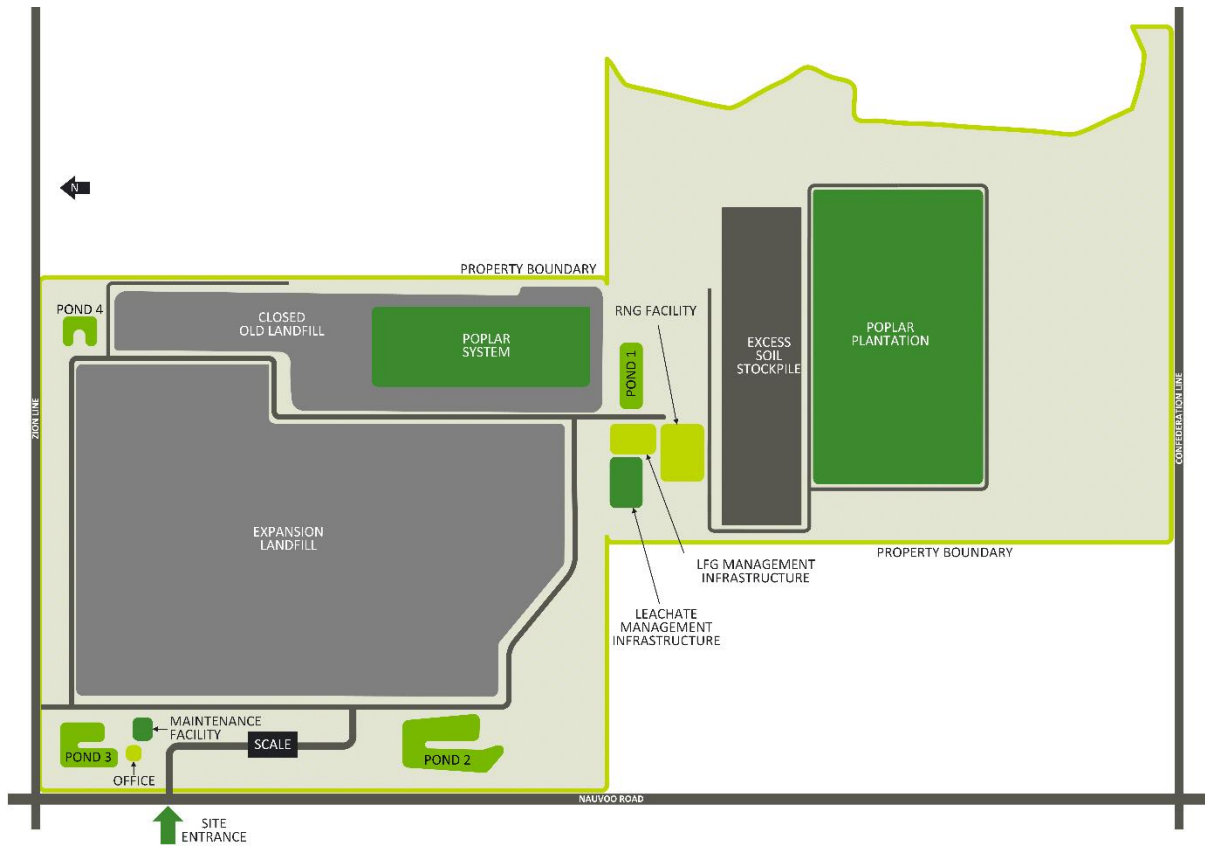 N
PROPERTY BOUNDARY
POND 4
CLOSED
OLD LANDFILL
POPLAR
SYSTEM
RNG FACILITY
POND 1
EXCESS
SOIL
STOCKPILE
POPLAR
PLANTATION
ZION LINE
CONFEDERATION LINE
EXPANSION
LANDFILL
PROPERTY BOUNDARY
LFG MANAGEMENT
INFRASTRUCTURE
LEACHATE
MANAGEMENT
INFRASTRUCTURE
MAINTENANCE
FACILITY
SCALE
POND 3
OFFICE
POND 2
NAUVOO ROAD
SITE
ENTRANCE